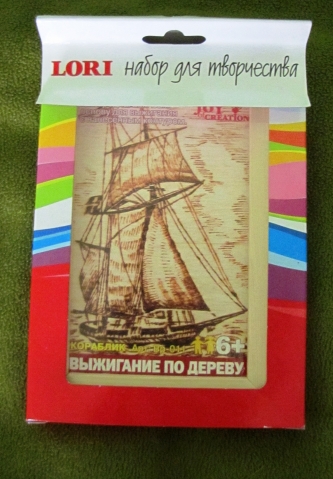 LORI набор для творчества
JOY
CREATION
КОРАБЛИК
6+
ВЫЖИГАНИЕ ПО ДЕРЕВУ